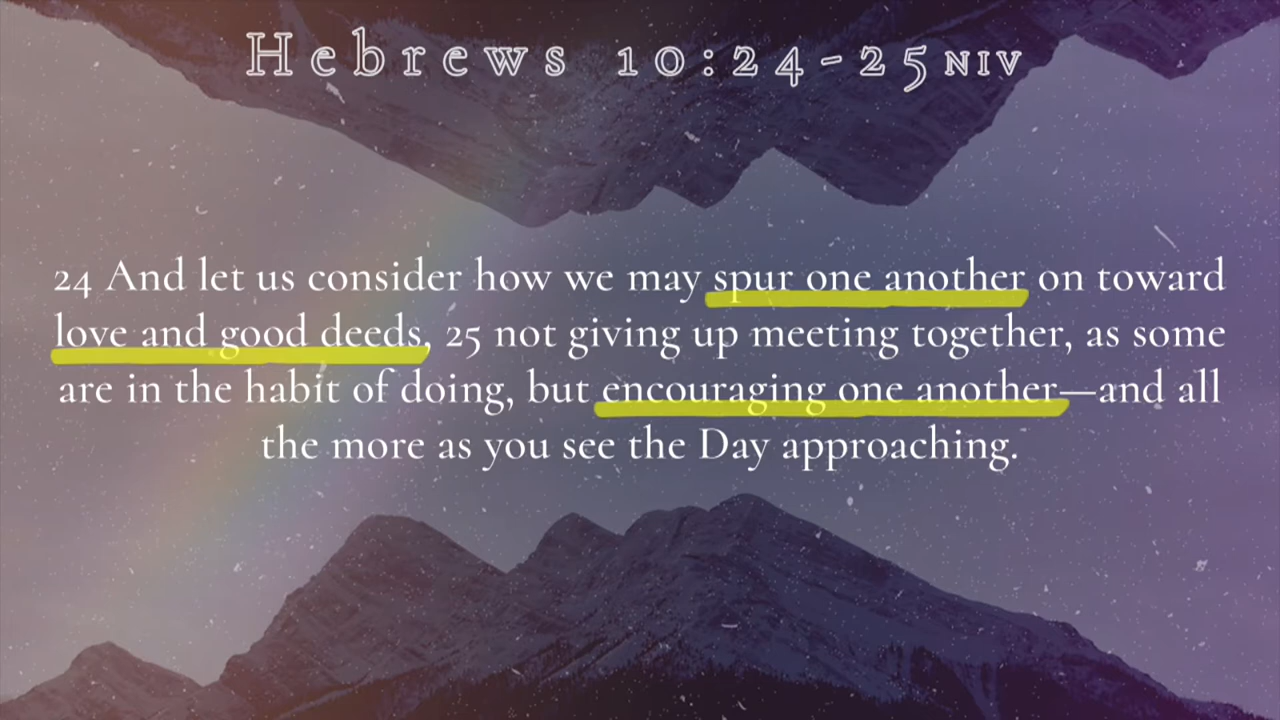 Hebrews 10:24-25 NIV
24 And let us consider how we may spur one another on toward
love and good deeds, 25 not giving up meeting together, as some
are in the habit of doing, but encouraging one another—and all
the more as you see the Day approaching.